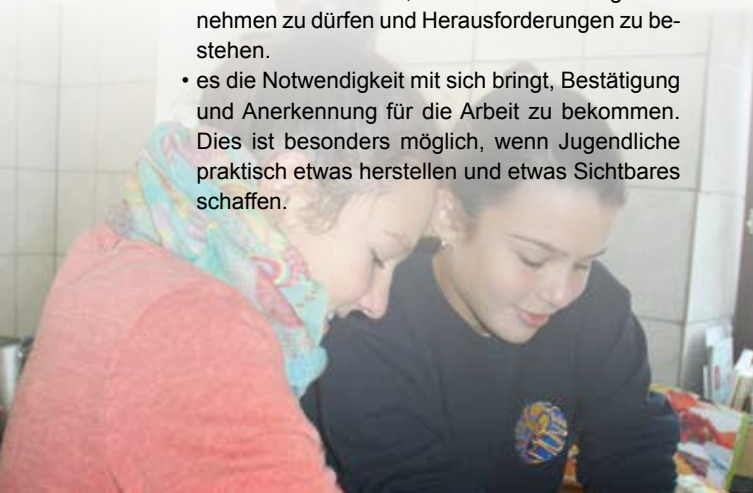 nehmen zu dürfen und Herausforderungen zu be-
stehen.
• es die Notwendigkeit mit sich bringt, Bestätigung
und Anerkennung für die Arbeit zu bekommen.
Dies ist besonders möglich, wenn Jugendliche
praktisch etwas herstellen und etwas Sichtbares
schaffen.